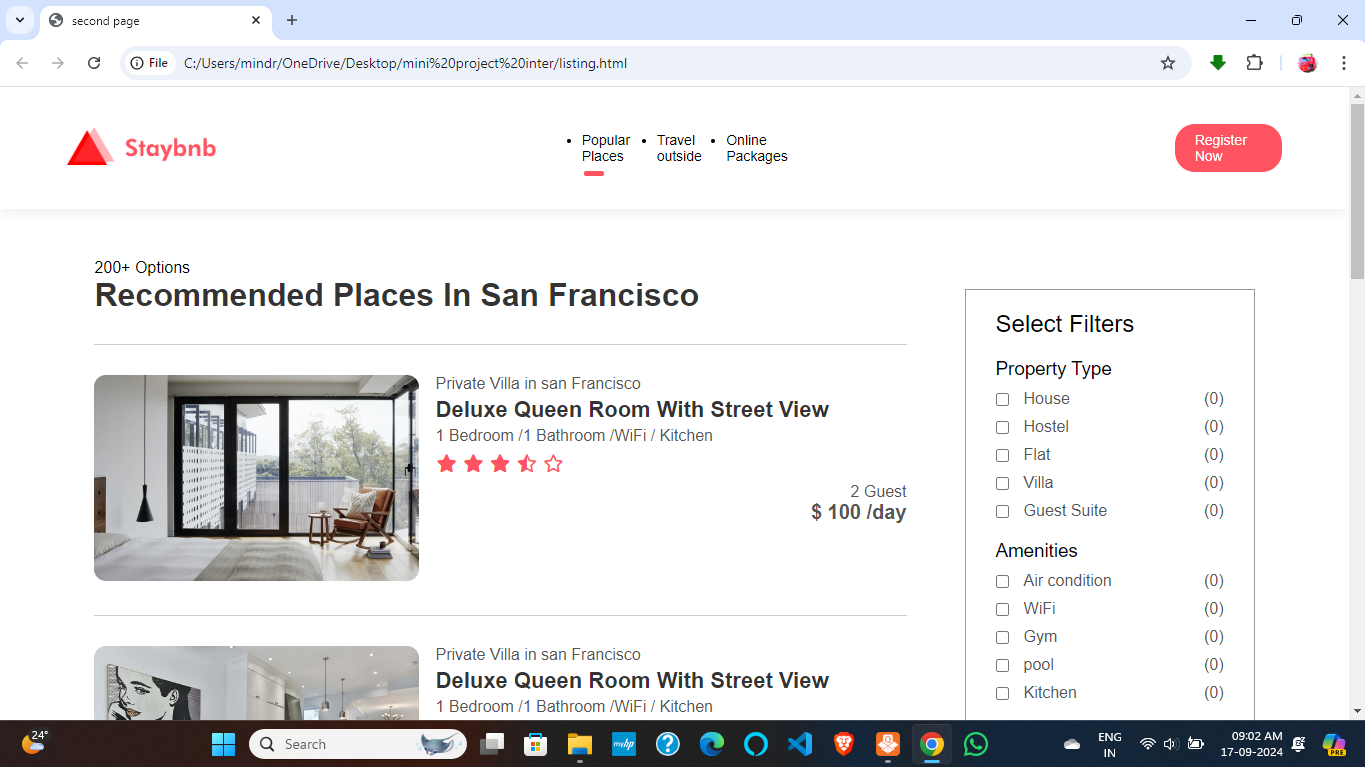 second page
File
C:/Users/mindr/OneDrive/Desktop/mini%20project%20inter/listing.html
Staybnb
Popular
Places
Travel
outside
Online
Packages
Register
Now
200+ Options
Recommended Places In San Francisco
Private Villa in san Francisco
Deluxe Queen Room With Street View
1 Bedroom /1 Bathroom /WiFi / Kitchen
2 Guest
$ 100 /day
Private Villa in san Francisco
Deluxe Queen Room With Street View
1 Bedroom /1 Bathroom /WiFi / Kitchen
Select Filters
Property Type
House (0)
Hostel (0)
Flat (0)
Villa (0)
Guest Suite (0)
Amenities
Air condition (0)
WiFi (0)
Gym (0)
pool (0)
Kitchen (0)
24°
Search
myhp
ENG
IN
09:02 AM
17-09-2024
PRE